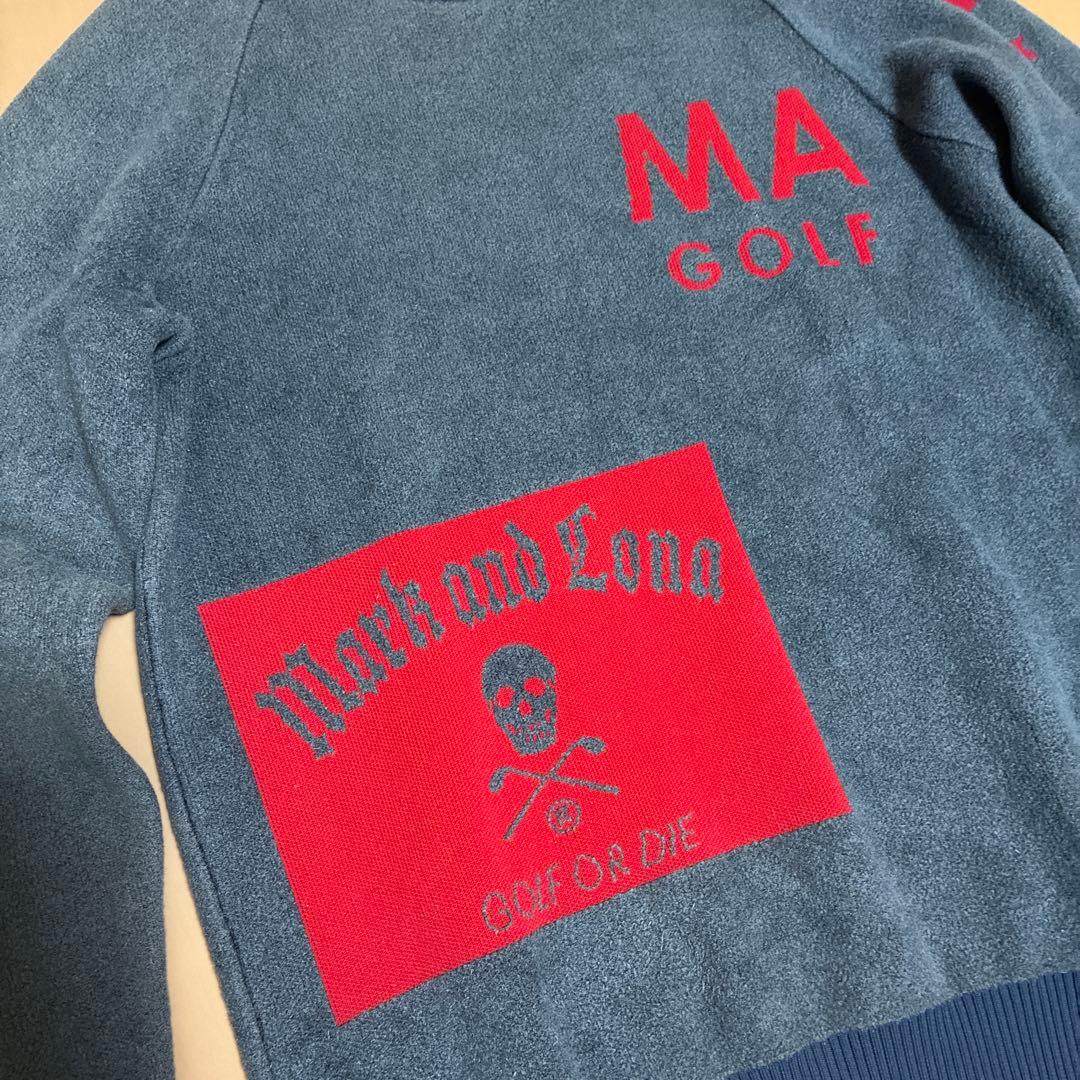 MA
GOLF
Mark and Lona
GOLF OR DIE